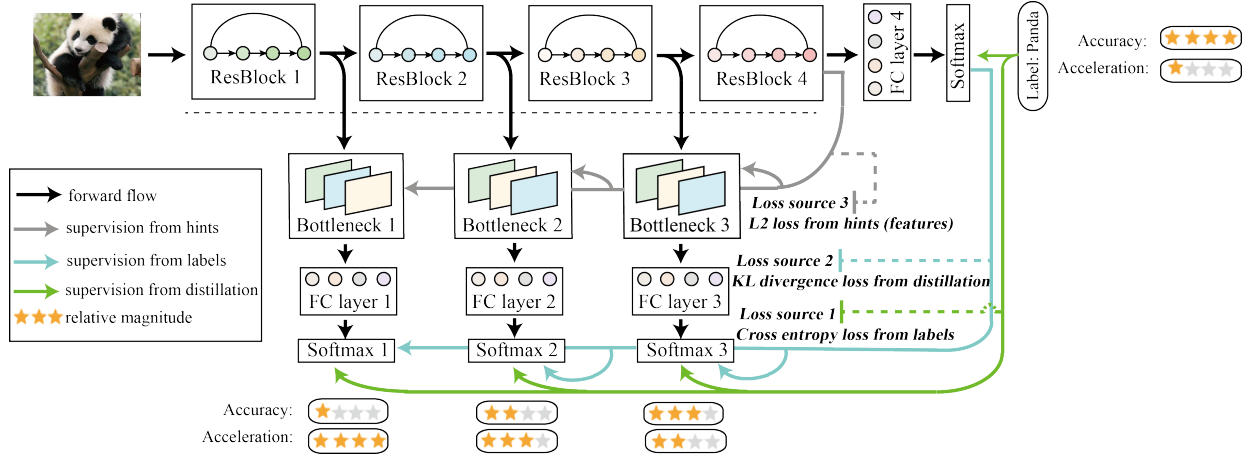 ResBlock 1
ResBlock 2
ResBlock 3
ResBlock 4
FC layer 4
Softmax
Label: Panda
Accuracy:
Acceleration:
forward flow
supervision from hints
supervision from labels
supervision from distillation
relative magnitude
Bottleneck 1
Bottleneck 2
Bottleneck 3
Loss source 3
L2 loss from hints (features)
Loss source 2
KL divergence loss from distillation
Loss source 1
Cross entropy loss from labels
FC layer 1
FC layer 2
FC layer 3
Softmax 1
Softmax 2
Softmax 3
Accuracy:
Acceleration: